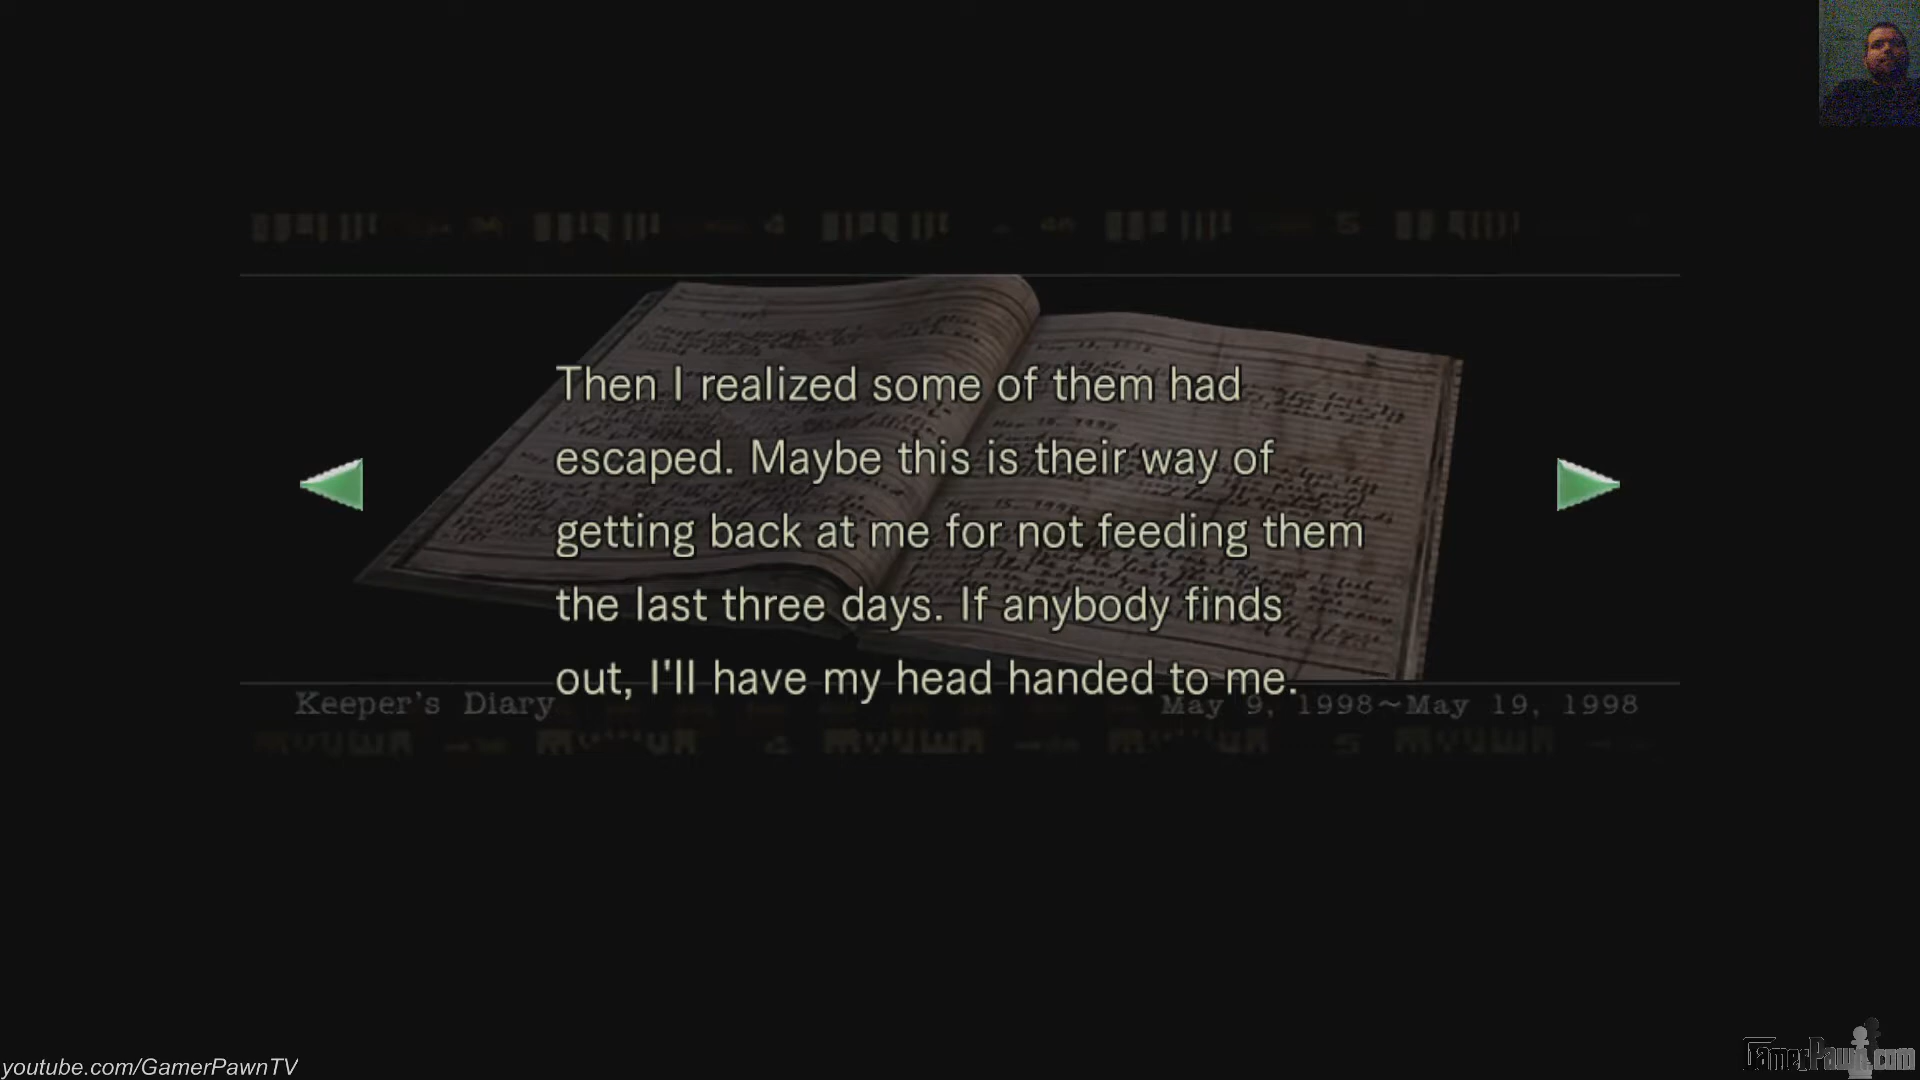 Then I realized some of them had
escaped. Maybe this is their way of
getting back at me for not feeding them
the last three days. If anybody finds
out, I'll have my head handed to me.
Keeper's Diary
May 9, 1998~May 19, 1998
youtube.com/GamerPawnTV
GamerPawn.com